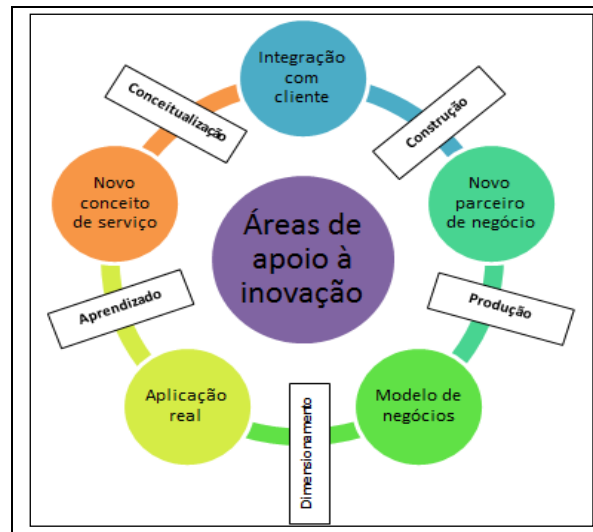 Integração
com
cliente
Construção
Novo
parceiro
de negócio
Produção
Modelo de
negócios
Dimensionamento
Aplicação
real
Aprendizado
Novo
conceito
de serviço
Conceitualização
Áreas de
apoio à
inovação